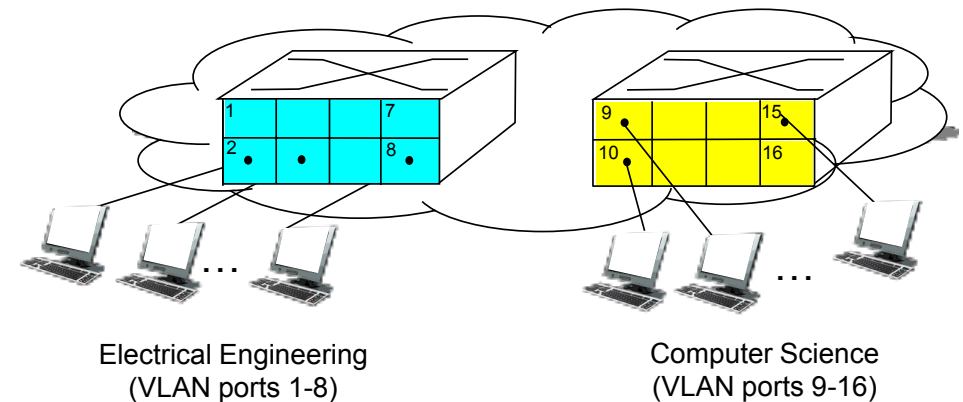 1 7
2 8
9 15
10 16
...
...
Electrical Engineering
(VLAN ports 1-8)
Computer Science
(VLAN ports 9-16)